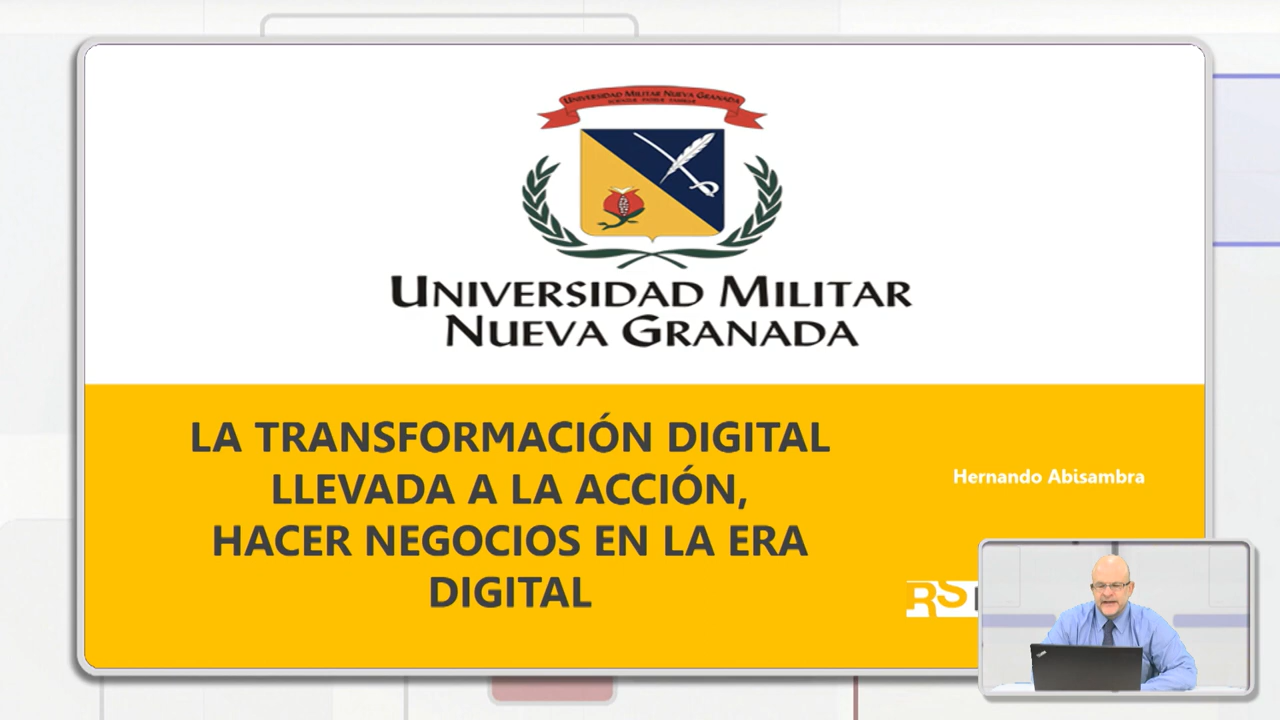 UNIVERSIDAD MILITAR NUEVA GRANADA
UNIVERSIDAD MILITAR
NUEVA GRANADA
LA TRANSFORMACIÓN DIGITAL
LLEVADA A LA ACCIÓN,
HACER NEGOCIOS EN LA ERA
DIGITAL
Hernando Abisambra
RS